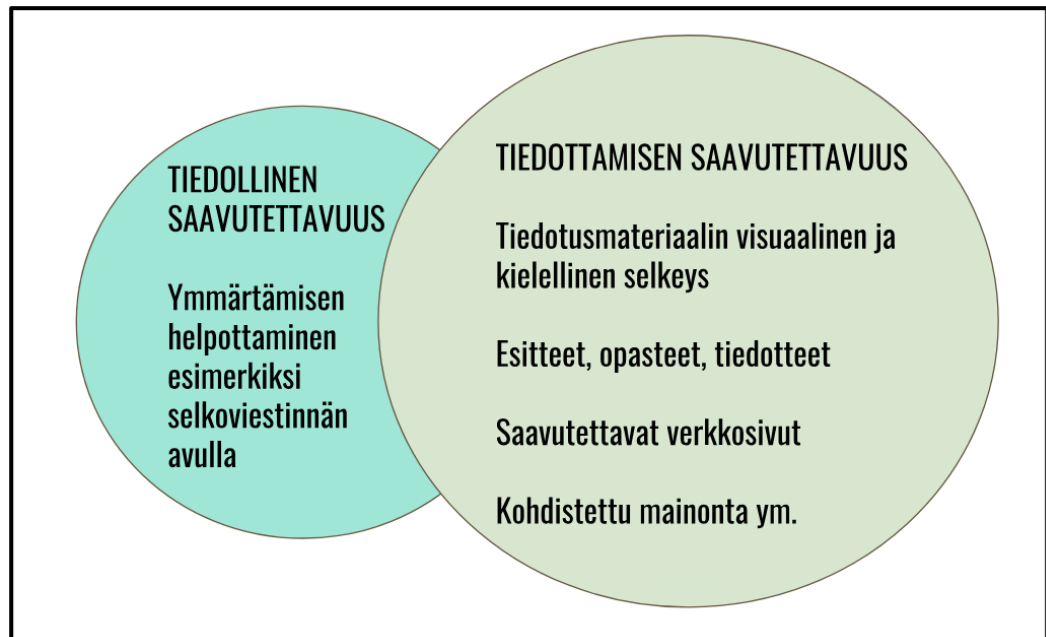 TIEDOLLINEN
SAAVUTETTAVUUS
Ymmärtämisen
helpottaminen
esimerkiksi
selkoviestinnän
avulla
TIEDOTTAMISEN SAAVUTETTAVUUS
Tiedotusmateriaalin visuaalinen ja
kielellinen selkeys
Esitteet, opasteet, tiedotteet
Saavutettavat verkkosivut
Kohdistettu mainonta ym.